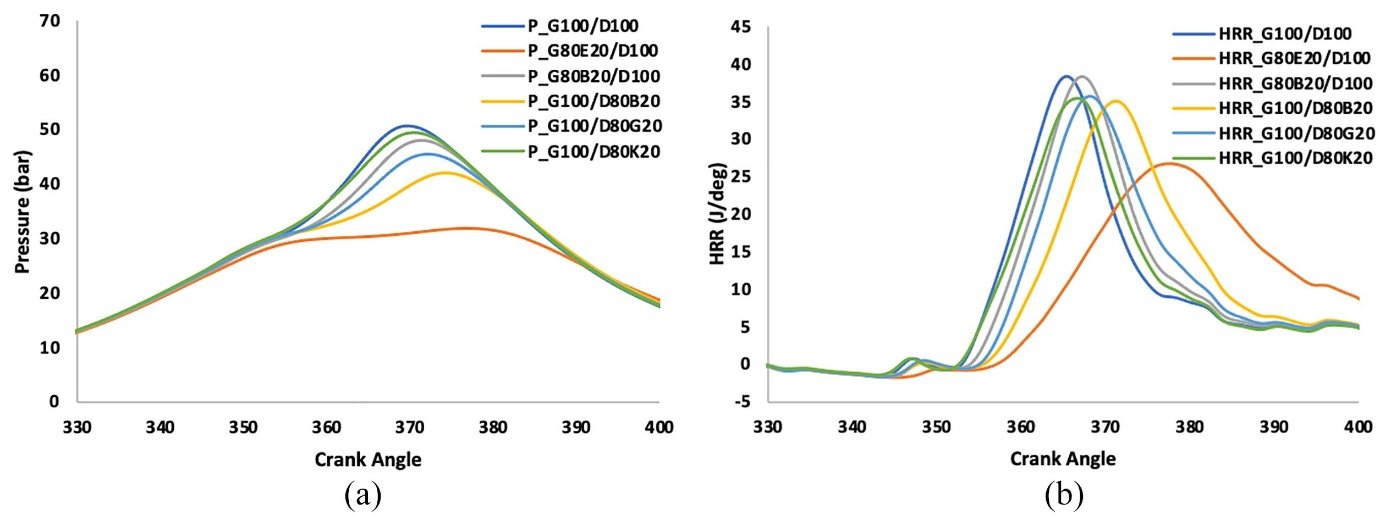 70
60
50
40
30
20
10
0
Pressure (bar)
330 340 350 360 370 380 390 400
Crank Angle
P_G100/D100
P_G80E20/D100
P_G80B20/D100
P_G100/D80B20
P_G100/D80G20
P_G100/D80K20
(a)
45
40
35
30
25
20
15
10
5
0
-5
HRR (J/deg)
330 340 350 360 370 380 390 400
Crank Angle
HRR_G100/D100
HRR_G80E20/D100
HRR_G80B20/D100
HRR_G100/D80B20
HRR_G100/D80G20
HRR_G100/D80K20
(b)